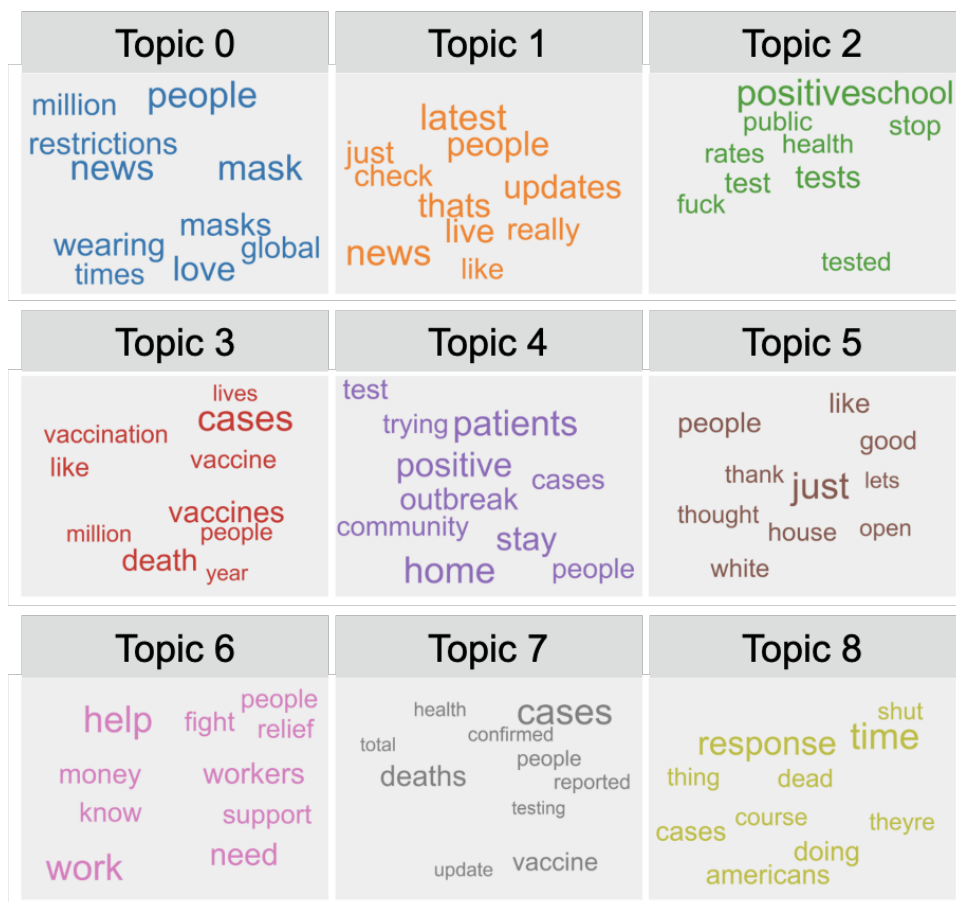 Topic 0
million people
restrictions
news mask
masks
wearing global
times love
Topic 1
latest
just people
check
updates
thats
live really
news
like
Topic 2
positive school
public stop
rates health
test tests
fuck
tested
Topic 3
lives
cases
vaccination
like vaccine
vaccines
million people
death
year
Topic 4
test
trying patients
positive
cases
outbreak
community
stay
home people
Topic 5
like
people
good
thank just lets
thought
house open
white
Topic 6
people
help fight relief
money workers
know support
need
work
Topic 7
health cases
confirmed
total
people
deaths reported
testing
update vaccine
Topic 8
shut
response time
thing dead
course
cases theyre
doing
americans